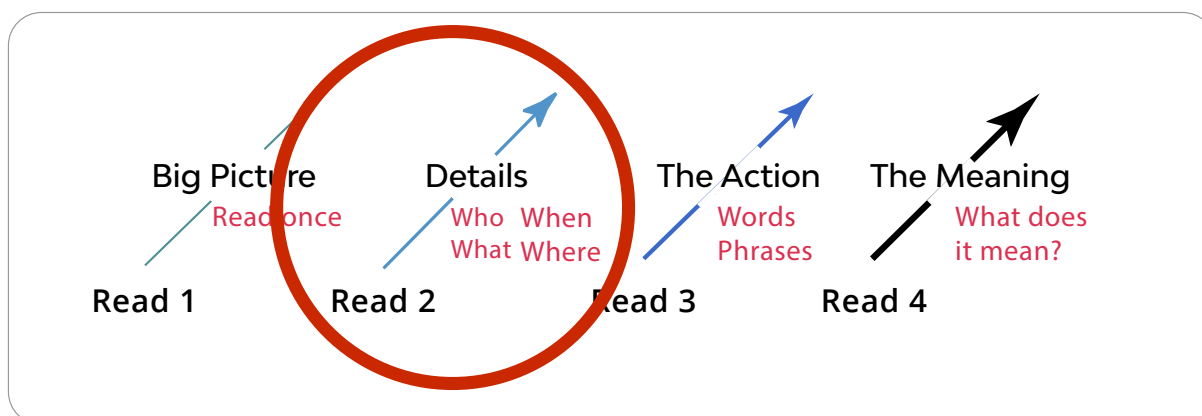 Big Picture
Read once
Read 1
Details
Who When
What Where
Read 2
The Action
Words
Phrases
Read 3
The Meaning
What does
it mean?
Read 4